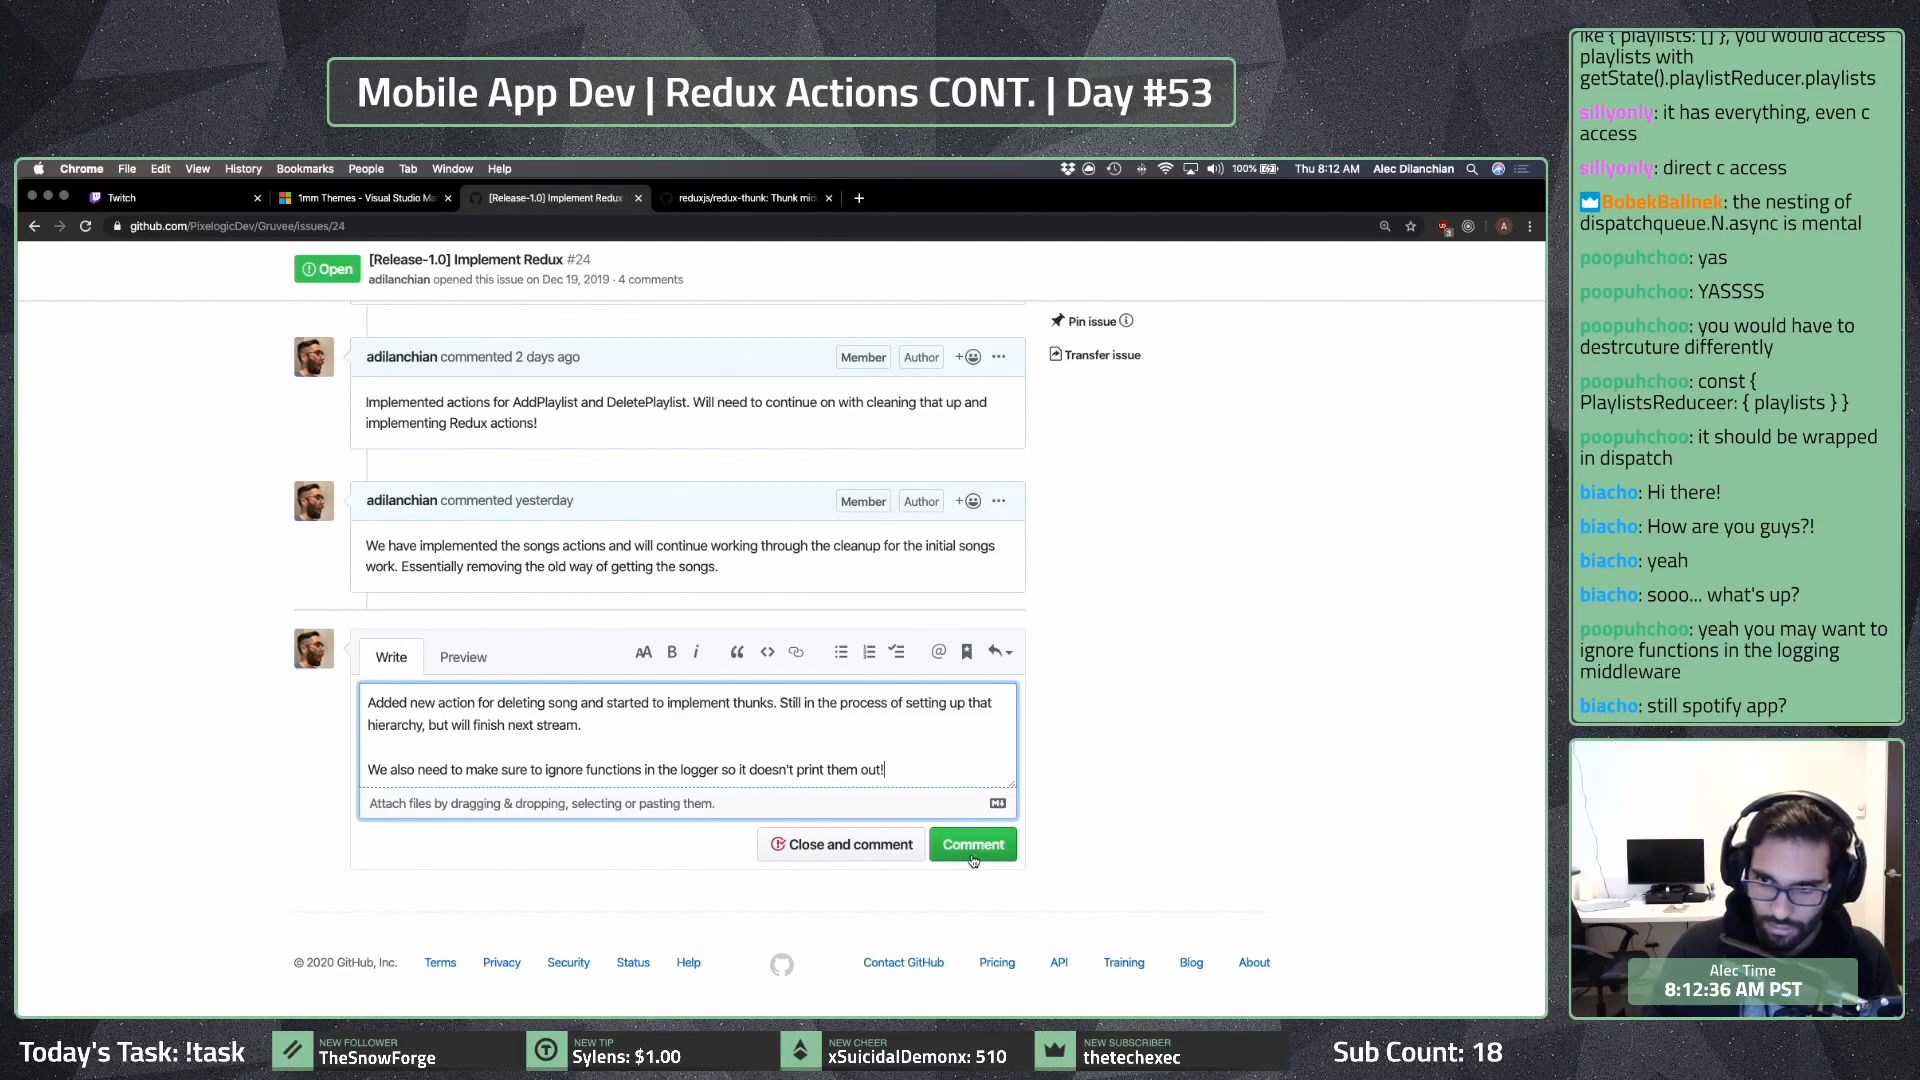 Mobile App Dev | Redux Actions CONT. | Day #53
Chrome File Edit View History Bookmarks People Tab Window Help
100% Thu 8:12 AM Alec Dilanchian
Twitch
1mm Themes - Visual Studio Ma
[Release-1.0] Implement Redux
reduxjs/redux-thunk: Thunk mid
github.com/PixelogicDev/Gruvee/issues/24
A
Open
[Release-1.0] Implement Redux #24
adilanchian opened this issue on Dec 19, 2019 · 4 comments
Pin issue
Transfer issue
adilanchian commented 2 days ago
Member Author
Implemented actions for AddPlaylist and DeletePlaylist. Will need to continue on with cleaning that up and
implementing Redux actions!
adilanchian commented yesterday
Member Author
We have implemented the songs actions and will continue working through the cleanup for the initial songs
work. Essentially removing the old way of getting the songs.
Write Preview
AA B i
Added new action for deleting song and started to implement thunks. Still in the process of setting up that
hierarchy, but will finish next stream.
We also need to make sure to ignore functions in the logger so it doesn't print them out!
Attach files by dragging & dropping, selecting or pasting them.
Close and comment
Comment
© 2020 GitHub, Inc. Terms Privacy Security Status Help Contact GitHub Pricing API Training Blog About
ike { playlists: [] }, you would access
playlists with
getState().playlistReducer.playlists
sillyonly: it has everything, even c
access
sillyonly: direct c access
BobekBalinek: the nesting of
dispatchqueue.N.async is mental
poopuhchoo: yas
poopuhchoo: YASSSS
poopuhchoo: you would have to
destrcuture differently
poopuhchoo: const {
PlaylistsReduceer: { playlists } }
poopuhchoo: it should be wrapped
in dispatch
biacho: Hi there!
biacho: How are you guys?!
biacho: yeah
biacho: sooo... what's up?
poopuhchoo: yeah you may want to
ignore functions in the logging
middleware
biacho: still spotify app?
Alec Time
8:12:36 AM PST
Today's Task: !task
NEW FOLLOWER
TheSnowForge
NEW TIP
Sylens: $1.00
NEW CHEER
xSuicidalDemonx: 510
NEW SUBSCRIBER
thetechexec
Sub Count: 18